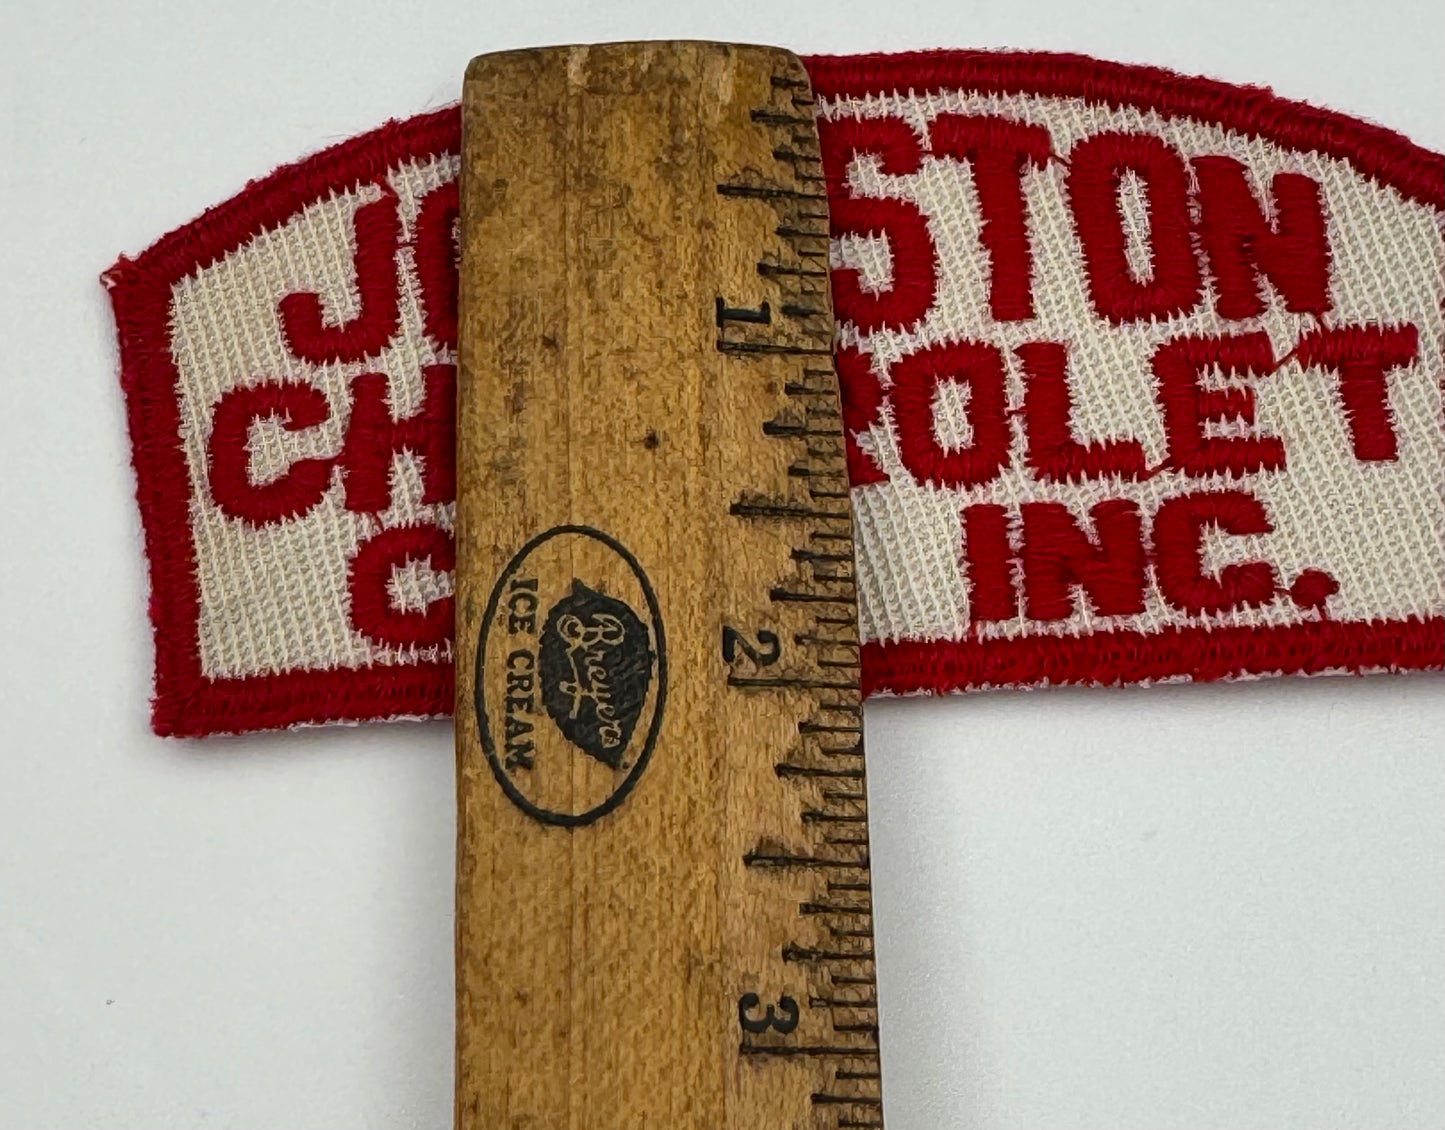 JO STON
CH ROLET
C INC.
1
2
3
Breyers
ICE CREAM